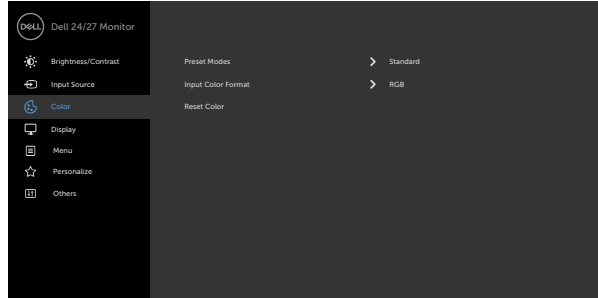 DELL Dell 24/27 Monitor
Brightness/Contrast
Preset Modes Standard
Input Source
Input Color Format RGB
Color
Reset Color
Display
Menu
Personalize
Others